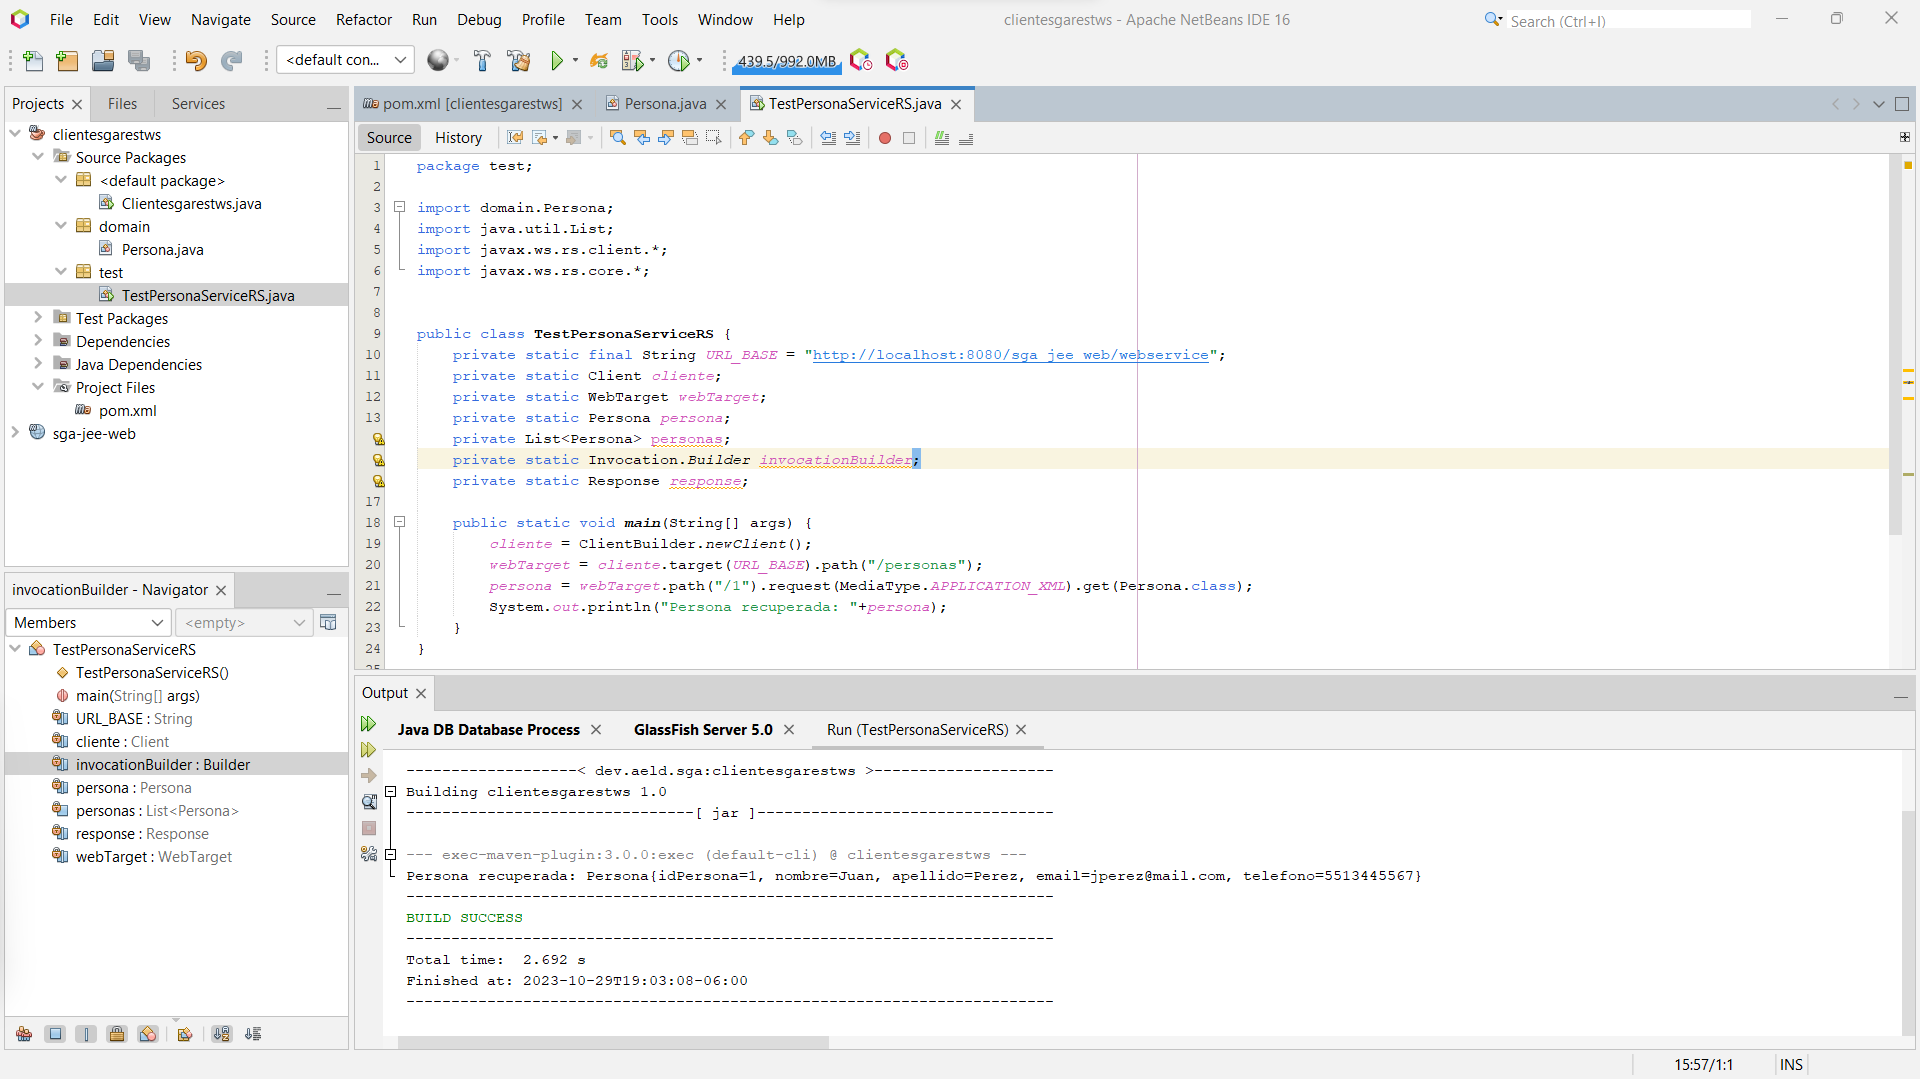 File Edit View Navigate Source Refactor Run Debug Profile Team Tools Window Help
clientesgarestws - Apache NetBeans IDE 16
Search (Ctrl+I)
<default con...
439.5/992.0MB
Projects
Files
Services
clientesgarestws
Source Packages
<default package>
Clientesgarestws.java
domain
Persona.java
test
TestPersonaServiceRS.java
Test Packages
Dependencies
Java Dependencies
Project Files
pom.xml
sga-jee-web
invocationBuilder - Navigator
Members
<empty>
TestPersonaServiceRS
TestPersonaServiceRS()
main(String[] args)
URL_BASE : String
cliente : Client
invocationBuilder : Builder
persona : Persona
personas : List<Persona>
response : Response
webTarget : WebTarget
pom.xml [clientesgarestws]
Persona.java
TestPersonaServiceRS.java
Source History
1 package test;
2
3 import domain.Persona;
4 import java.util.List;
5 import javax.ws.rs.client.*;
6 import javax.ws.rs.core.*;
7
8
9 public class TestPersonaServiceRS {
10 private static final String URL_BASE = "http://localhost:8080/sga_jee_web/webservice";
11 private static Client cliente;
12 private static WebTarget webTarget;
13 private static Persona persona;
private List<Persona> personas;
private static Invocation.Builder invocationBuilder;
private static Response response;
17
18 public static void main(String[] args) {
19 cliente = ClientBuilder.newClient();
20 webTarget = cliente.target(URL_BASE).path("/personas");
21 persona = webTarget.path("/1").request(MediaType.APPLICATION_XML).get(Persona.class);
22 System.out.println("Persona recuperada: "+persona);
23 }
24 }
25
Output
Java DB Database Process
GlassFish Server 5.0
Run (TestPersonaServiceRS)
-------------------< dev.aeld.sga:clientesgarestws >--------------------
Building clientesgarestws 1.0
--------------------------------[ jar ]---------------------------------
--- exec-maven-plugin:3.0.0:exec (default-cli) @ clientesgarestws ---
Persona recuperada: Persona{idPersona=1, nombre=Juan, apellido=Perez, email=jperez@mail.com, telefono=5513445567}
------------------------------------------------------------------------
BUILD SUCCESS
------------------------------------------------------------------------
Total time: 2.692 s
Finished at: 2023-10-29T19:03:08-06:00
------------------------------------------------------------------------
15:57/1:1
INS